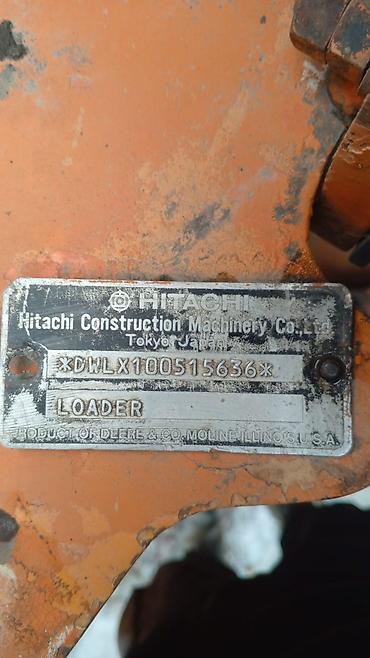 HITACHI
Hitachi Construction Machinery Co., Ltd.
Tokyo Japan
*DWLX100515636*
LOADER
PRODUCT OF DEERE & CO. MOLINE ILLINOIS U.S.A.